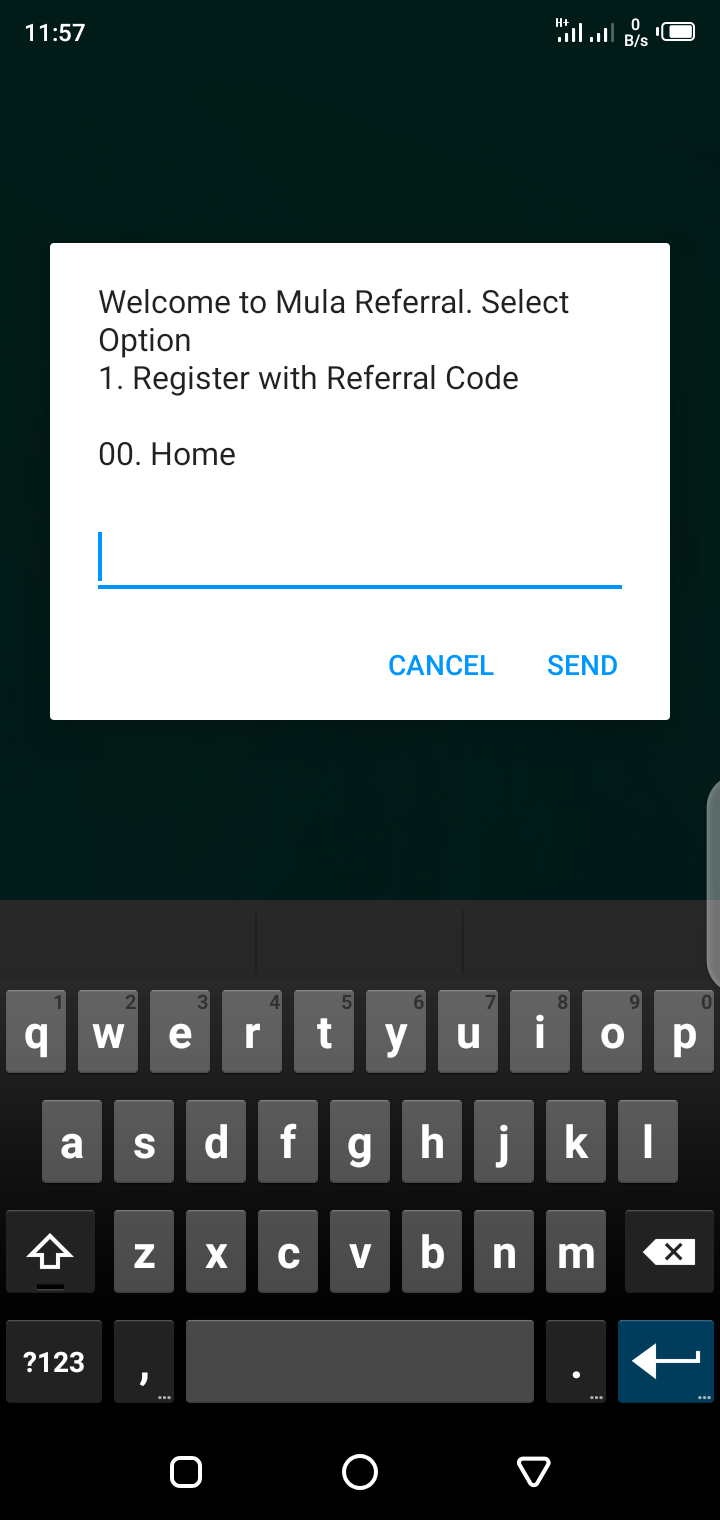 11:57
H+
0
B/s
Welcome to Mula Referral. Select
Option
1. Register with Referral Code
00. Home
CANCEL SEND
1 2 3 4 5 6 7 8 9 0
q w e r t y u i o p
a s d f g h j k l
z x c v b n m
?123 , ... . ... ...